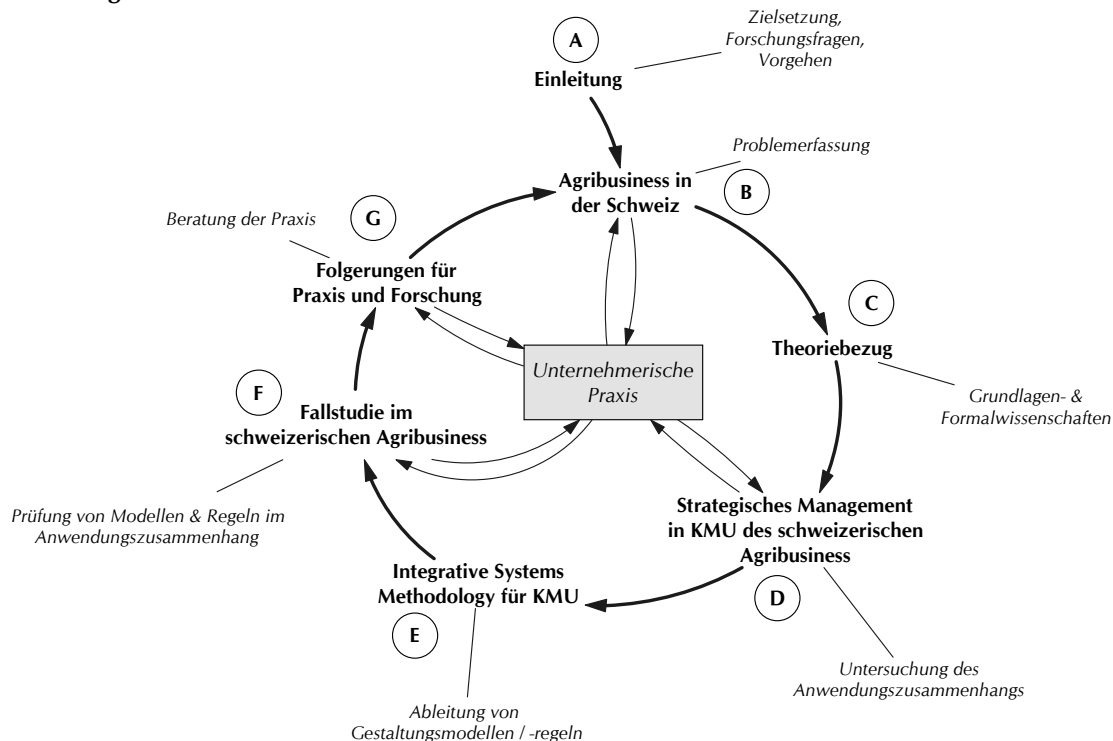 A
Einleitung
Zielsetzung,
Forschungsfragen,
Vorgehen
Problemerfassung
Agribusiness in
der Schweiz
B
G
Beratung der Praxis
Folgerungen für
Praxis und Forschung
C
Theoriebezug
Grundlagen- &
Formalwissenschaften
Unternehmerische
Praxis
F
Fallstudie im
schweizerischen Agribusiness
Prüfung von Modellen & Regeln im
Anwendungszusammenhang
Strategisches Management
in KMU des schweizerischen
Agribusiness
D
Integrative Systems
Methodology für KMU
E
Untersuchung des
Anwendungszusammenhangs
Ableitung von
Gestaltungsmodellen / -regeln